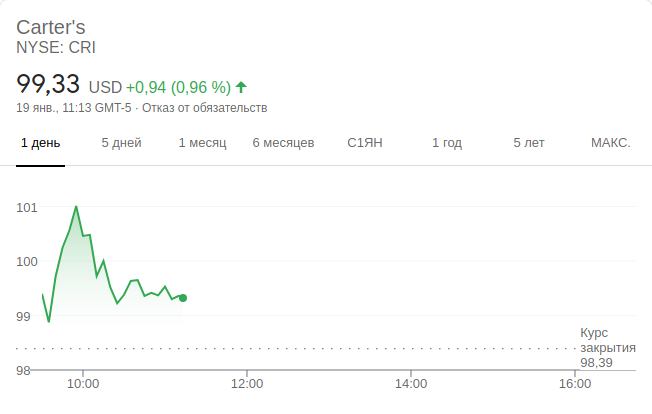 Carter's
NYSE: CRI
99,33 USD +0,94 (0,96 %)
19 янв., 11:13 GMT-5 · Отказ от обязательств
1 день 5 дней 1 месяц 6 месяцев С1ЯН 1 год 5 лет МАКС.
101
100
99
98
Курс
закрытия
98,39
10:00 12:00 14:00 16:00